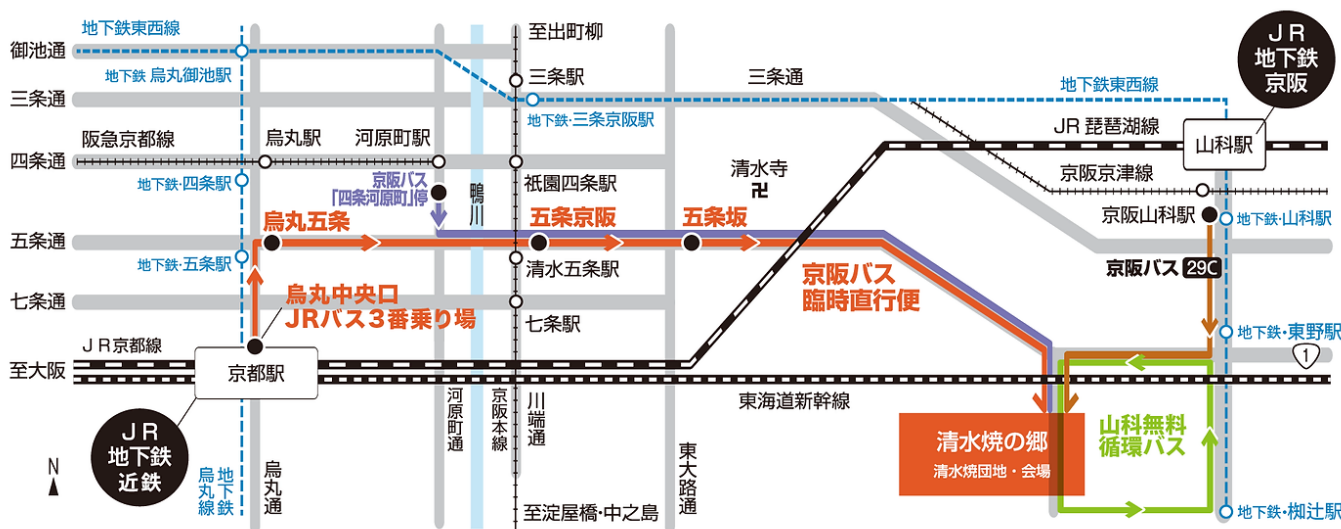 地下鉄東西線
至出町柳
御池通
地下鉄 烏丸御池駅
三条駅
三条通
地下鉄東西線
JR
地下鉄
京阪
三条通
地下鉄・三条京阪駅
JR 琵琶湖線
阪急京都線
烏丸駅
河原町駅
山科駅
四条通
地下鉄・四条駅
京阪バス
「四条河原町」停
鴨川
祇園四条駅
清水寺
卍
京阪京津線
京阪山科駅
地下鉄・山科駅
烏丸五条
五条京阪
五条坂
五条通
地下鉄・五条駅
清水五条駅
京阪バス
臨時直行便
京阪バス 29C
烏丸中央口
JRバス3番乗り場
七条通
七条駅
地下鉄・東野駅
JR京都線
1
至大阪
京都駅
東海道新幹線
河原町通
京阪本線
川端通
東大路通
清水焼の郷
清水焼団地・会場
山科無料
循環バス
JR
地下鉄
近鉄
N
地下鉄
烏丸線
烏丸通
至淀屋橋・中之島
地下鉄・椥辻駅